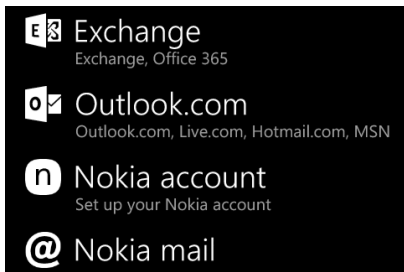 E Exchange
Exchange, Office 365
o Outlook.com
Outlook.com, Live.com, Hotmail.com, MSN
n Nokia account
Set up your Nokia account
@ Nokia mail